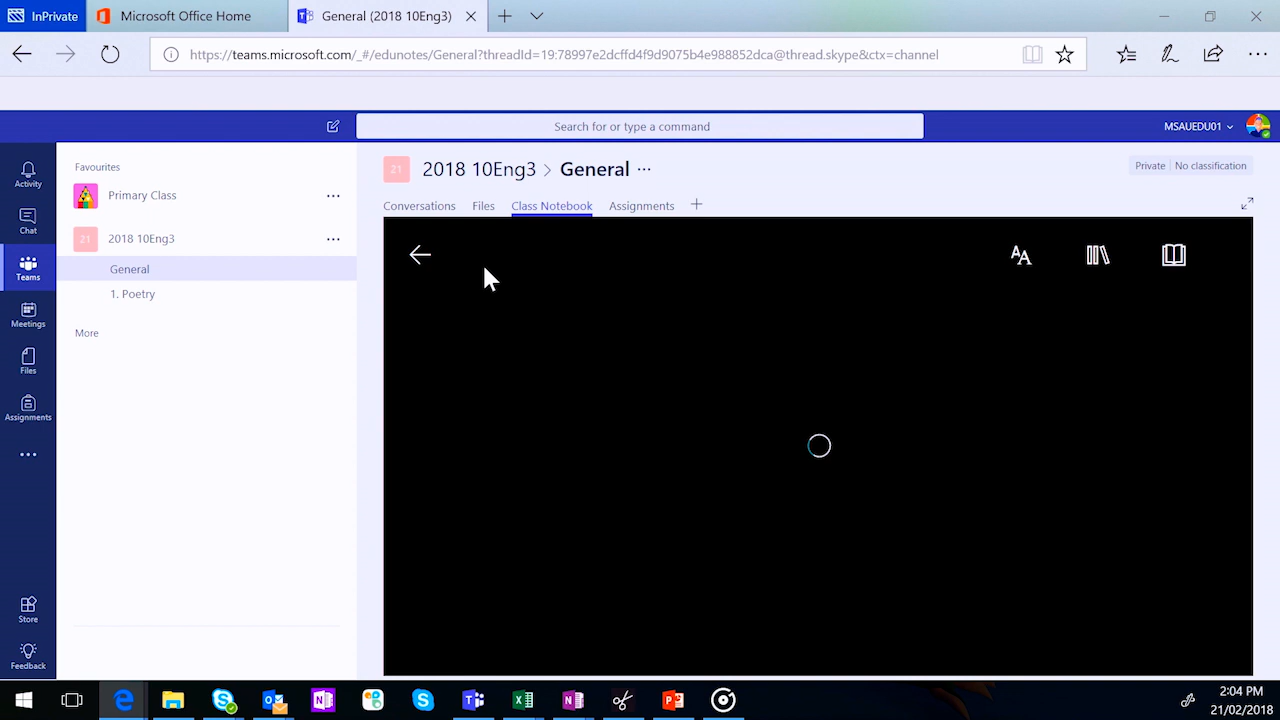 InPrivate
Microsoft Office Home
General (2018 10Eng3)
https://teams.microsoft.com/_#/edunotes/General?threadId=19:78997e2dcffd4f9d9075b4e988852dca@thread.skype&ctx=channel
Search for or type a command
MSAUEDU01
Activity
Chat
Teams
Meetings
Files
Assignments
Store
Feedback
Favourites
Primary Class
21
2018 10Eng3
General
1. Poetry
More
21
2018 10Eng3 > General
Private
No classification
Conversations
Files
Class Notebook
Assignments
2:04 PM
21/02/2018